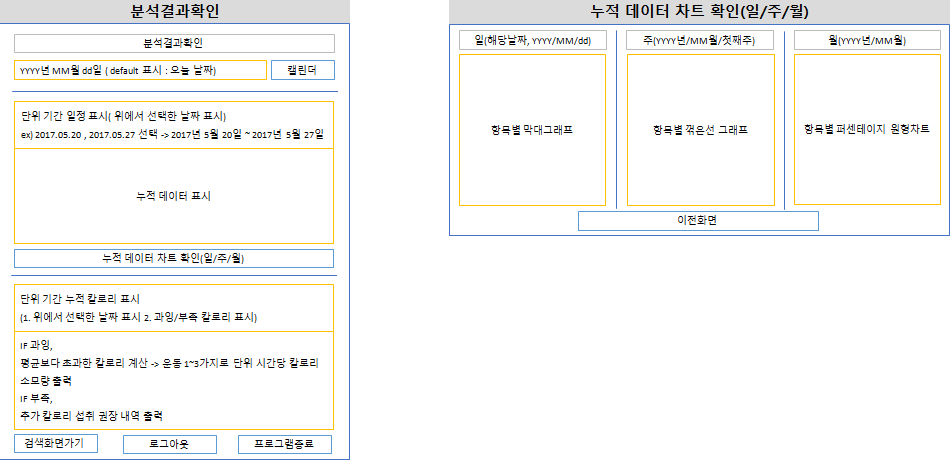 분석결과확인
분석결과확인
YYYY년 MM월 dd일 ( default 표시 : 오늘 날짜)
캘린더
단위 기간 일정 표시( 위에서 선택한 날짜 표시)
ex) 2017.05.20 , 2017.05.27 선택 -> 2017년 5월 20일 ~ 2017년 5월 27일
누적 데이터 표시
누적 데이터 차트 확인(일/주/월)
단위 기간 누적 칼로리 표시
(1. 위에서 선택한 날짜 표시 2. 과잉/부족 칼로리 표시)
IF 과잉,
평균보다 초과한 칼로리 계산 -> 운동 1~3가지로 단위 시간당 칼로리
소모량 출력
IF 부족,
추가 칼로리 섭취 권장 내역 출력
검색화면가기
로그아웃
프로그램종료
누적 데이터 차트 확인(일/주/월)
일(해당날짜, YYYY/MM/dd)
주(YYYY년/MM월/첫째주)
월(YYYY년/MM월)
항목별 막대그래프
항목별 꺾은선 그래프
항목별 퍼센테이지 원형차트
이전화면